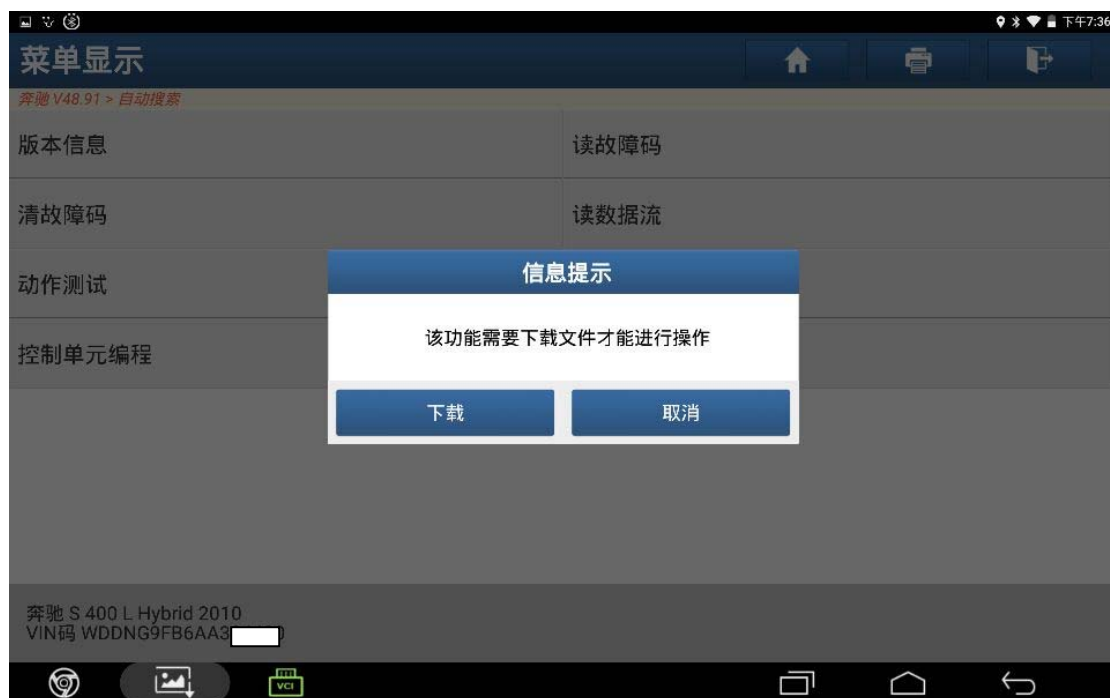 下午7:36
菜单显示
奔驰 V48.91 > 自动搜索
版本信息
读故障码
清故障码
读数据流
动作测试
控制单元编程
信息提示
该功能需要下载文件才能进行操作
下载
取消
奔驰 S 400 L Hybrid 2010
VIN码 WDDNG9FB6AA3
VCI